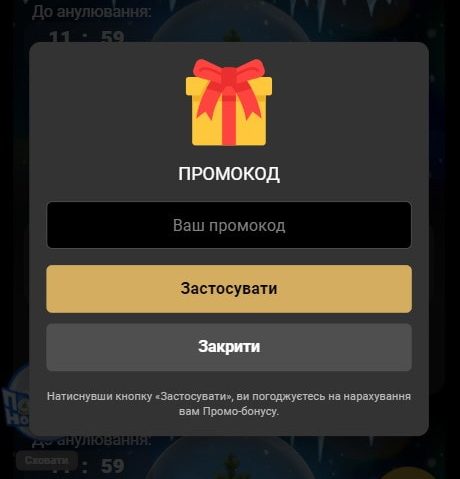 До анулювання:
11 : 59
ПРОМОКОД
Ваш промокод
Застосувати
Закрити
Натиснувши кнопку «Застосувати», ви погоджуєтесь на нарахування
вам Промо-бонусу.
До анулювання:
Сховати
11 : 59